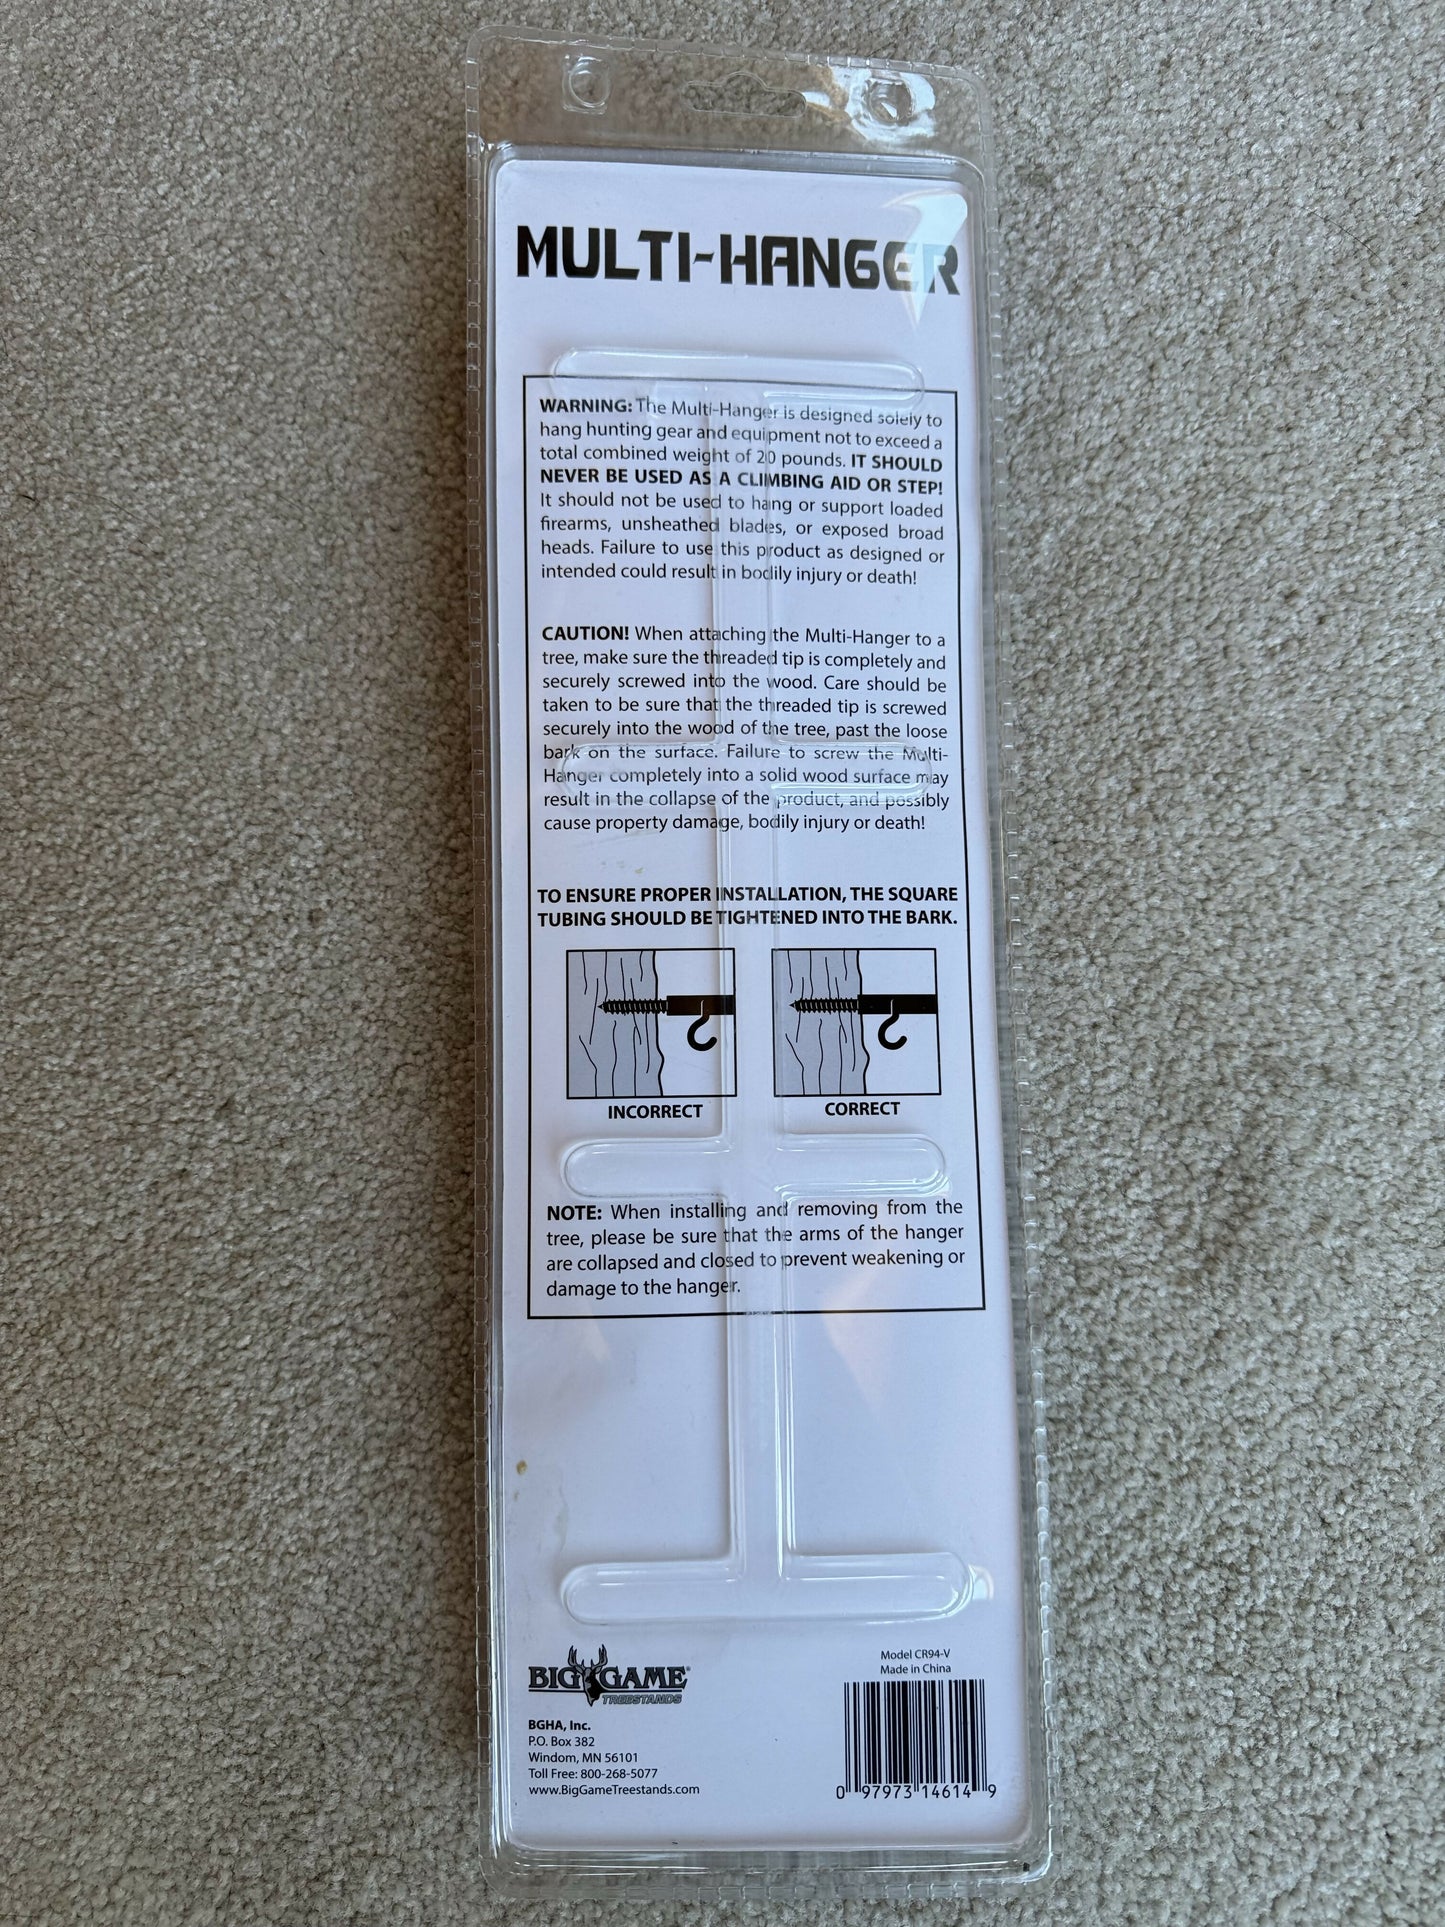 MULTI-HANGER
WARNING: The Multi-Hanger is designed solely to
hang hunting gear and equipment not to exceed a
total combined weight of 20 pounds. IT SHOULD
NEVER BE USED AS A CLIMBING AID OR STEP!
It should not be used to hang or support loaded
firearms, unsheathed blades, or exposed broad
heads. Failure to use this product as designed or
intended could result in bodily injury or death!
CAUTION! When attaching the Multi-Hanger to a
tree, make sure the threaded tip is completely and
securely screwed into the wood. Care should be
taken to be sure that the threaded tip is screwed
securely into the wood of the tree, past the loose
bark on the surface. Failure to screw the Multi-
Hanger completely into a solid wood surface may
result in the collapse of the product, and possibly
cause property damage, bodily injury or death!
TO ENSURE PROPER INSTALLATION, THE SQUARE
TUBING SHOULD BE TIGHTENED INTO THE BARK.
INCORRECT
CORRECT
NOTE: When installing and removing from the
tree, please be sure that the arms of the hanger
are collapsed and closed to prevent weakening or
damage to the hanger.
BIG GAME®
TREESTANDS
BGHA, Inc.
P.O. Box 382
Windom, MN 56101
Toll Free: 800-268-5077
www.BigGameTreestands.com
Model CR94-V
Made in China
0 97973 14614 9